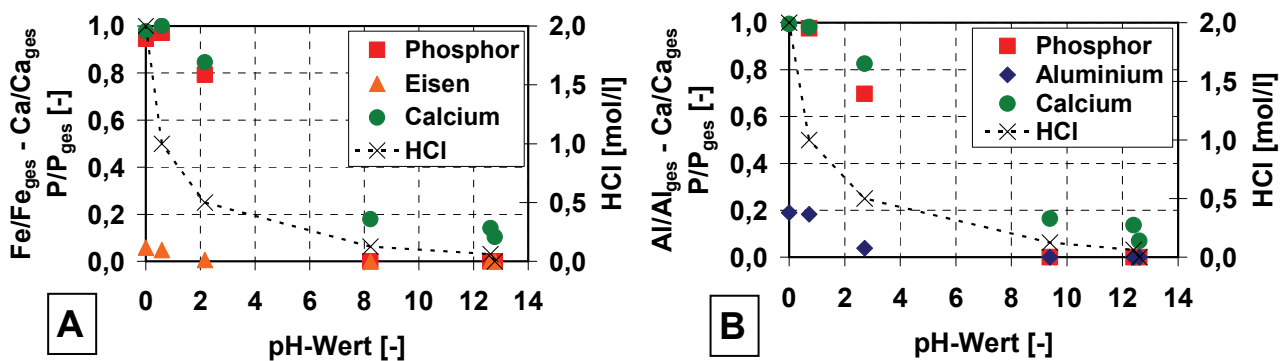 Fe/Fe_ges - Ca/Ca_ges
P/P_ges [-]
1,0
0,8
0,6
0,4
0,2
0,0
Phosphor
Eisen
Calcium
HCl
2,0
1,5
1,0
0,5
0,0
HCl [mol/l]
0 2 4 6 8 10 12 14
pH-Wert [-]
A
Al/Al_ges - Ca/Ca_ges
P/P_ges [-]
1,0
0,8
0,6
0,4
0,2
0,0
Phosphor
Aluminium
Calcium
HCl
2,0
1,5
1,0
0,5
0,0
HCl [mol/l]
0 2 4 6 8 10 12 14
pH-Wert [-]
B